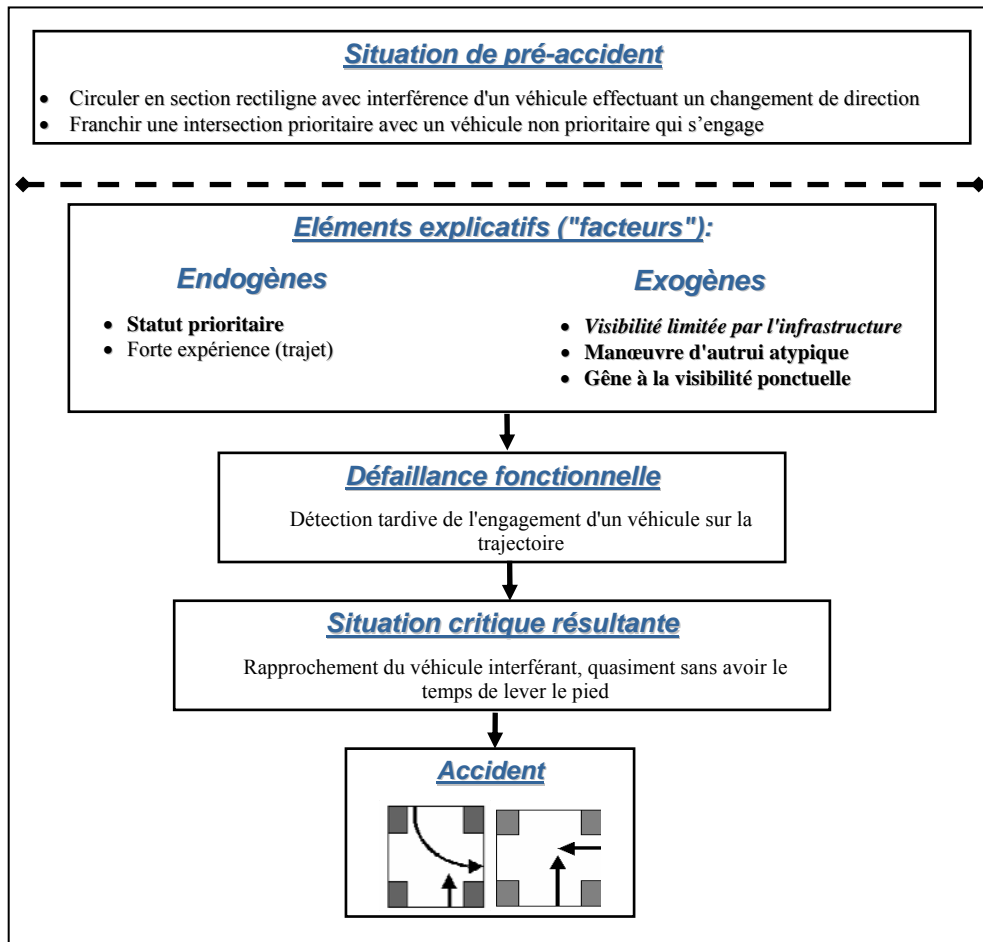 Situation de pré-accident
• Circuler en section rectiligne avec interférence d'un véhicule effectuant un changement de direction
• Franchir une intersection prioritaire avec un véhicule non prioritaire qui s’engage
Eléments explicatifs ("facteurs"):
Endogènes
• Statut prioritaire
• Forte expérience (trajet)
Exogènes
• Visibilité limitée par l'infrastructure
• Manœuvre d'autrui atypique
• Gêne à la visibilité ponctuelle
Défaillance fonctionnelle
Détection tardive de l'engagement d'un véhicule sur la
trajectoire
Situation critique résultante
Rapprochement du véhicule interférant, quasiment sans avoir le
temps de lever le pied
Accident